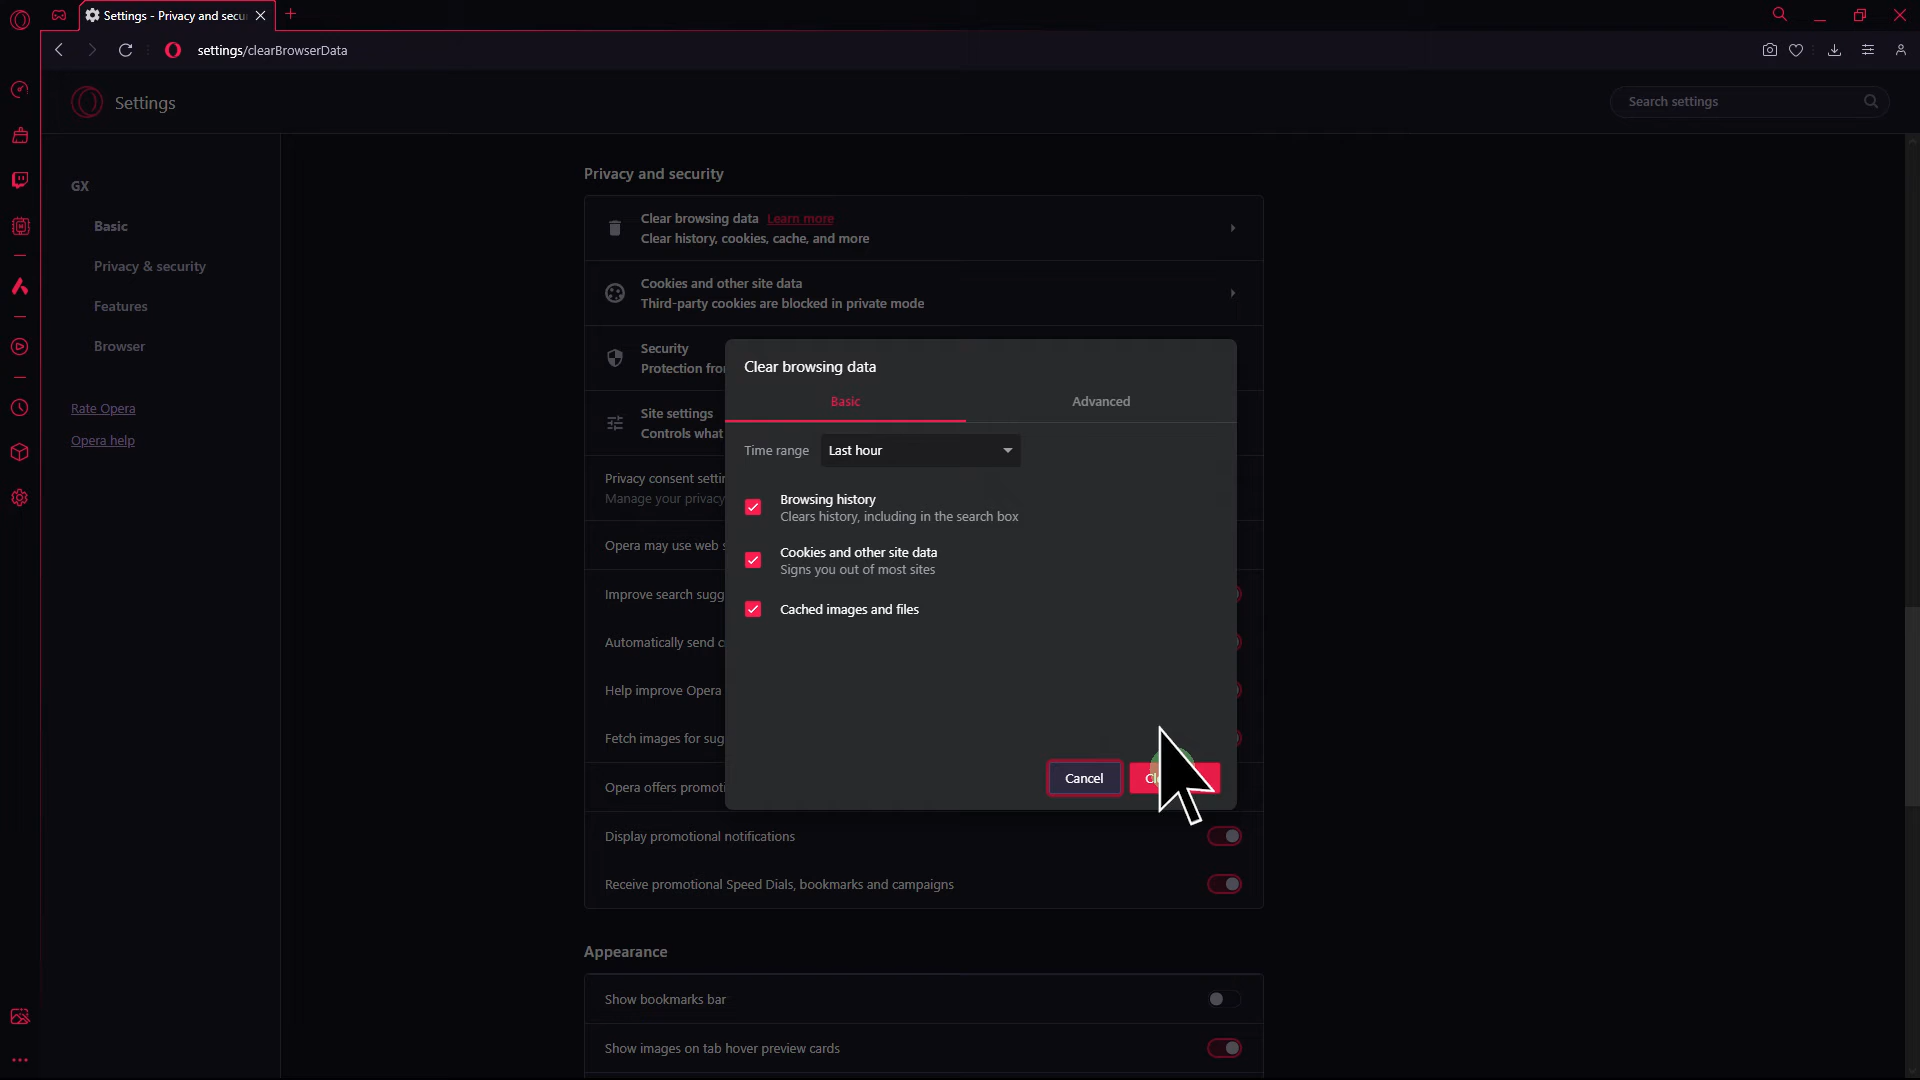 Settings - Privacy and secu
settings/clearBrowserData
Settings
Search settings
GX
Basic
Privacy & security
Features
Browser
Rate Opera
Opera help
Privacy and security
Clear browsing data Learn more
Clear history, cookies, cache, and more
Cookies and other site data
Third-party cookies are blocked in private mode
Security
Protection
Site settings
Controls what
Privacy consent
Manage your privacy
Opera may use web
Improve search
Automatically send
Help improve Opera
Fetch images for
Opera offers
Display promotional notifications
Receive promotional Speed Dials, bookmarks and campaigns
Appearance
Show bookmarks bar
Show images on tab hover preview cards
Clear browsing data
Basic
Advanced
Time range Last hour
Browsing history
Clears history, including in the search box
Cookies and other site data
Signs you out of most sites
Cached images and files
Cancel